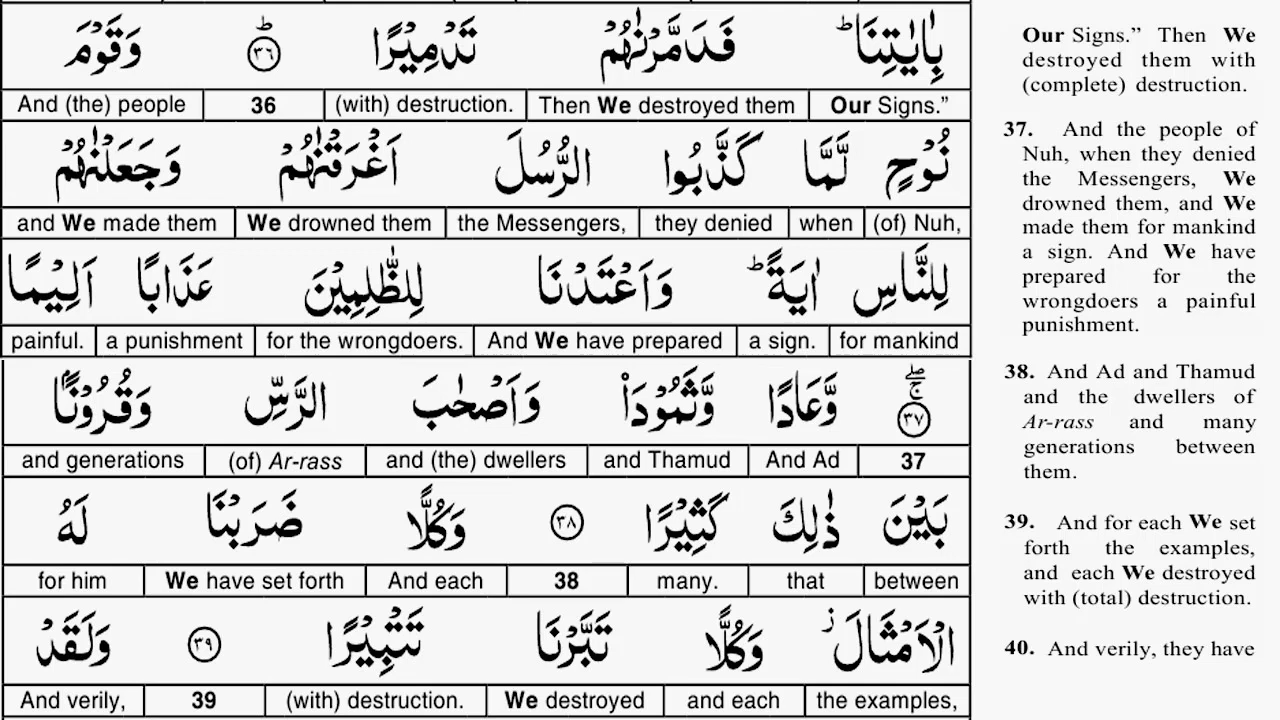 بِاٰيٰتِنَا ؕ فَدَمَّرْنٰهُمْ تَدْمِيْرًا ؕ ﴿۳۶﴾ وَقَوْمَ
Our Signs.” Then We destroyed them (with) destruction. 36 And (the) people
نُوْحٍ لَّمَّا كَذَّبُوا الرُّسُلَ اَغْرَقْنٰهُمْ وَجَعَلْنٰهُمْ
(of) Nuh, when they denied the Messengers, We drowned them and We made them
لِلنَّاسِ اٰيَةً ؕ وَاَعْتَدْنَا لِلظّٰلِمِيْنَ عَذَابًا اَلِيْمًا
for mankind a sign. And We have prepared for the wrongdoers. a punishment painful.
ۚۖ ﴿۳۷﴾ وَّعَادًا وَّثَمُوْدَا۟ وَاَصْحٰبَ الرَّسِّ وَقُرُوْنًۢا
37 And Ad and Thamud and (the) dwellers (of) Ar-rass and generations
بَيْنَ ذٰلِكَ كَثِيْرًا ﴿۳۸﴾ وَكُلًّا ضَرَبْنَا لَهُ
between that many. 38 And each We have set forth for him
الْاَمْثَالَ ؗ وَكُلًّا تَبَّرْنَا تَتْبِيْرًا ﴿۳۹﴾ وَلَقَدْ
the examples, and each We destroyed (with) destruction. 39 And verily,
Our Signs.” Then We
destroyed them with
(complete) destruction.
37. And the people of
Nuh, when they denied
the Messengers, We
drowned them, and We
made them for mankind
a sign. And We have
prepared for the
wrongdoers a painful
punishment.
38. And Ad and Thamud
and the dwellers of
Ar-rass and many
generations between
them.
39. And for each We set
forth the examples,
and each We destroyed
with (total) destruction.
40. And verily, they have